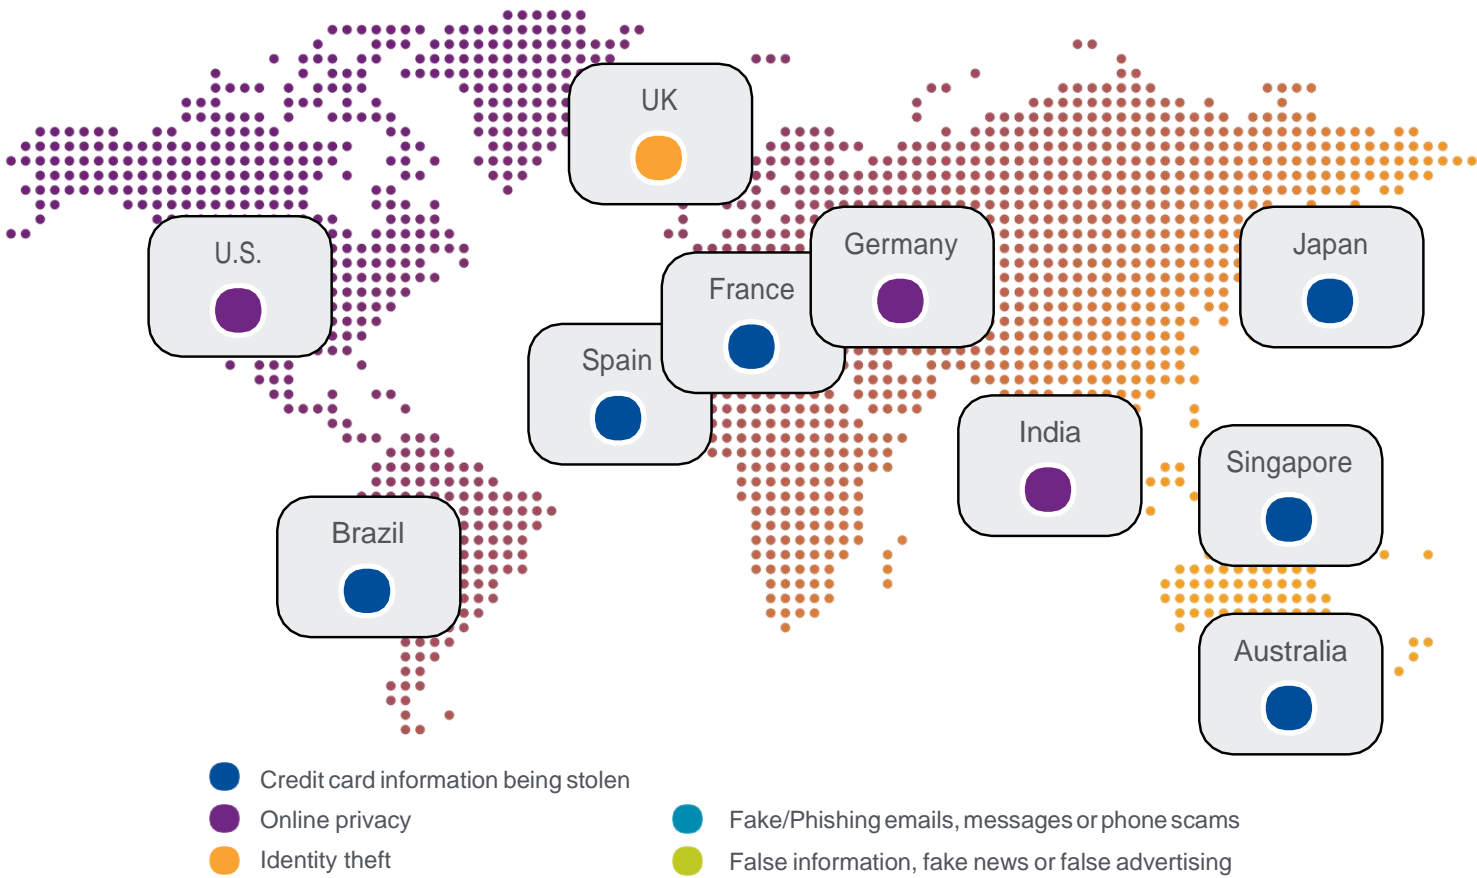 UK
U.S.
Germany
Japan
France
Spain
India
Singapore
Brazil
Australia
Credit card information being stolen
Online privacy
Identity theft
Fake/Phishing emails, messages or phone scams
False information, fake news or false advertising